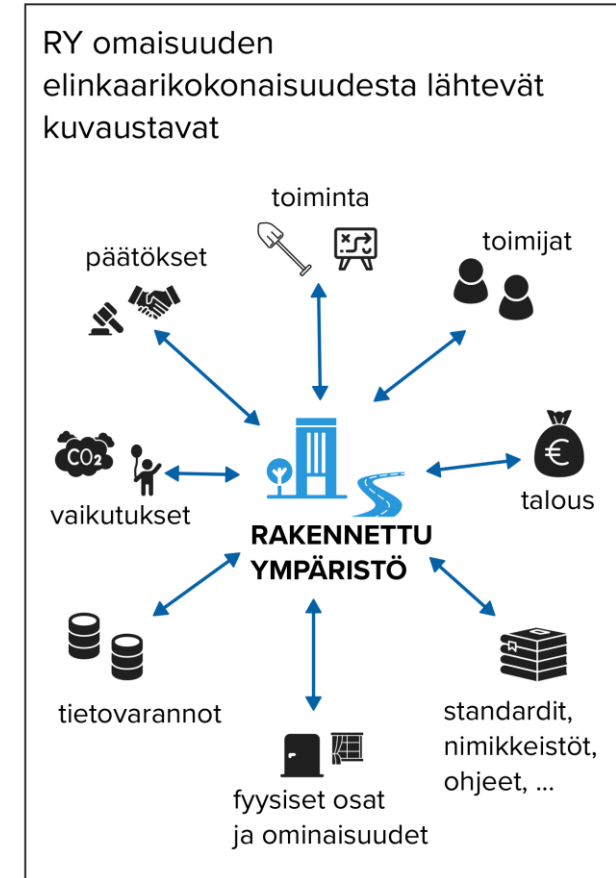 RY omaisuuden
elinkaarikokonaisuudesta lähtevät
kuvaustavat
toiminta
toimijat
päätökset
CO2
vaikutukset
€
talous
RAKENNETTU
YMPÄRISTÖ
tietovarannot
standardit,
nimikkeistöt,
ohjeet, ...
fyysiset osat
ja ominaisuudet